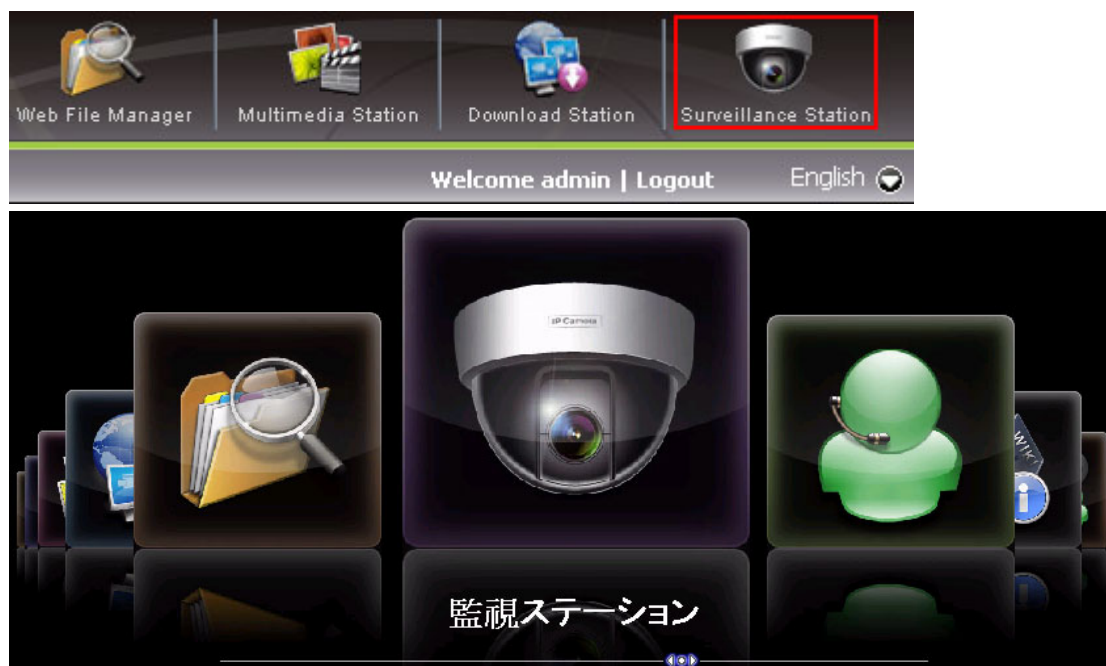 Web File Manager
Multimedia Station
Download Station
Surveillance Station
Welcome admin | Logout
English
IP Camera
WIKI
監視ステーション